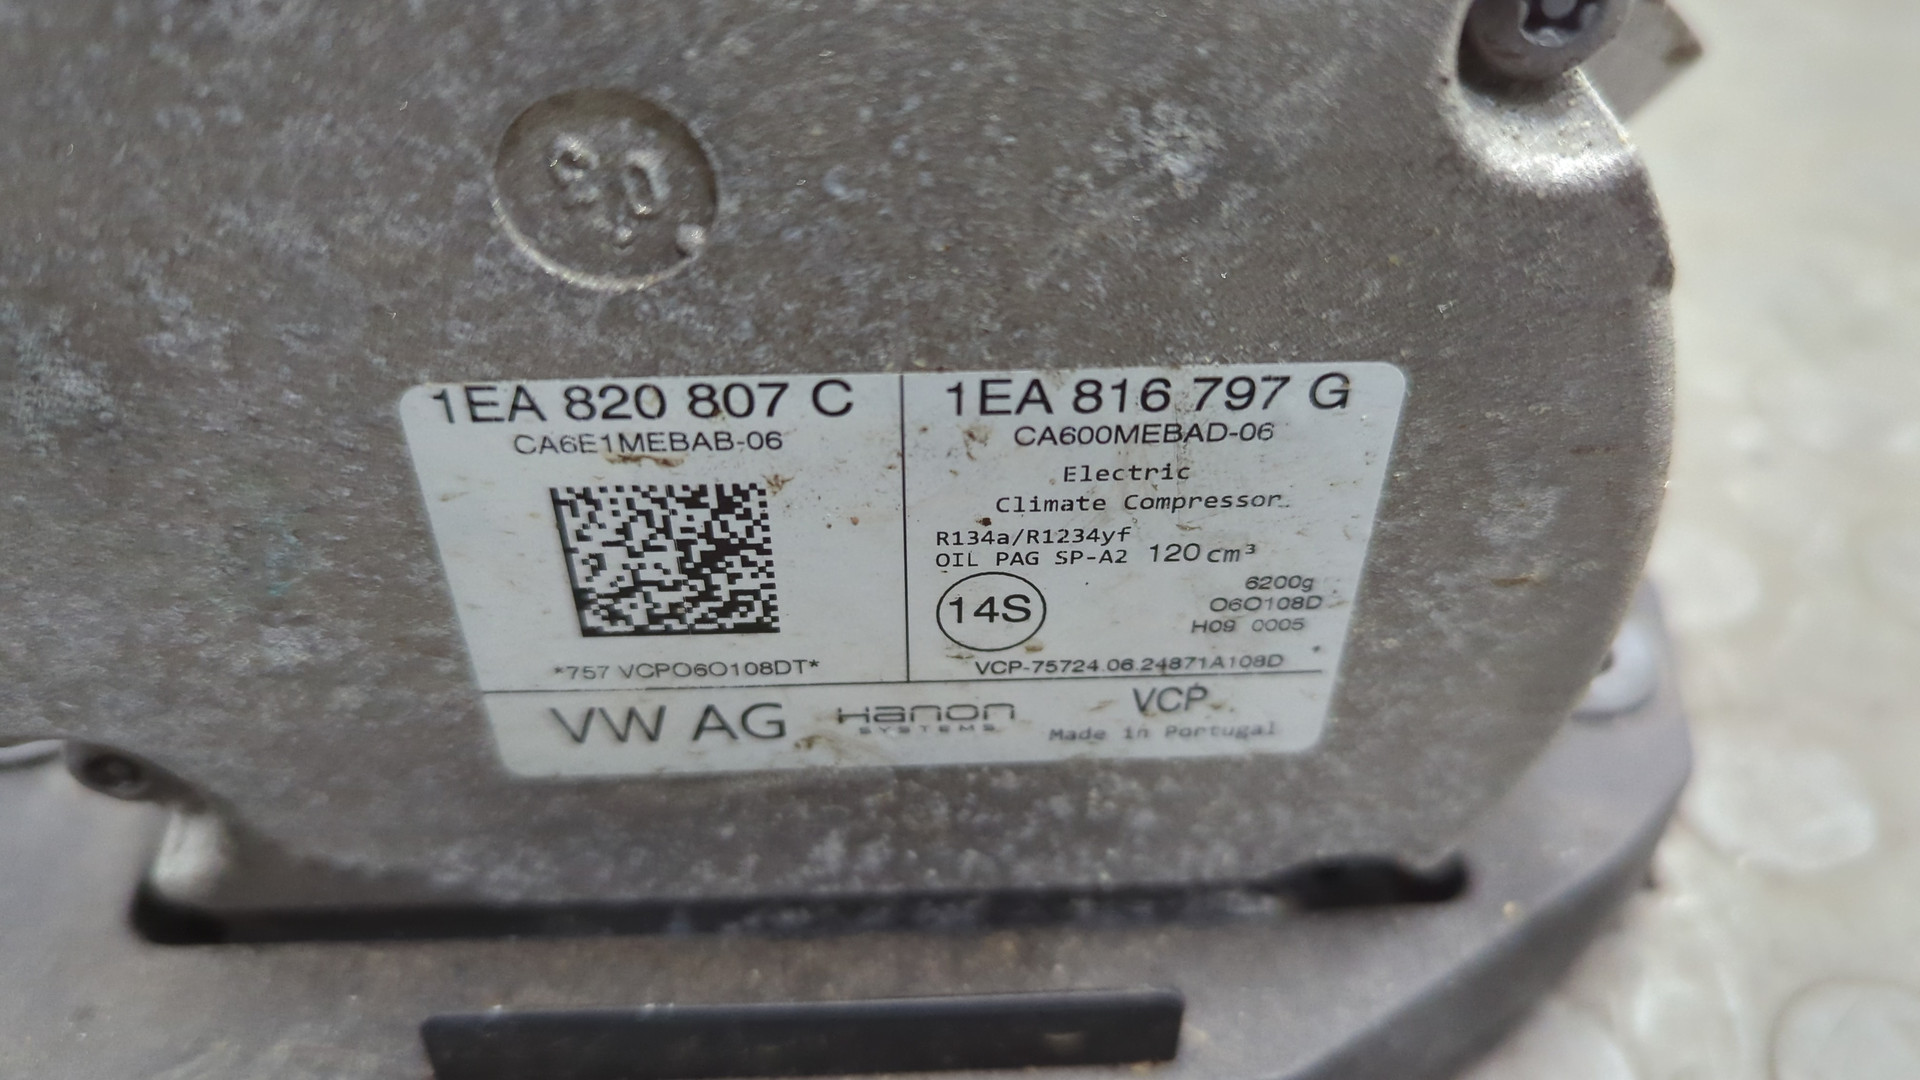 1EA 820 807 C
CA6E1MEBAB-06
*757 VCPO6O108DT*
1EA 816 797 G
CA600MEBAD-06
Electric
Climate Compressor
R134a/R1234yf
OIL PAG SP-A2 120 cm³
14S
6200g
O6O108D
H09 0005
VCP-75724.06.24871A108D
VW AG
Hanon
SYSTEMS
VCP
Made in Portugal